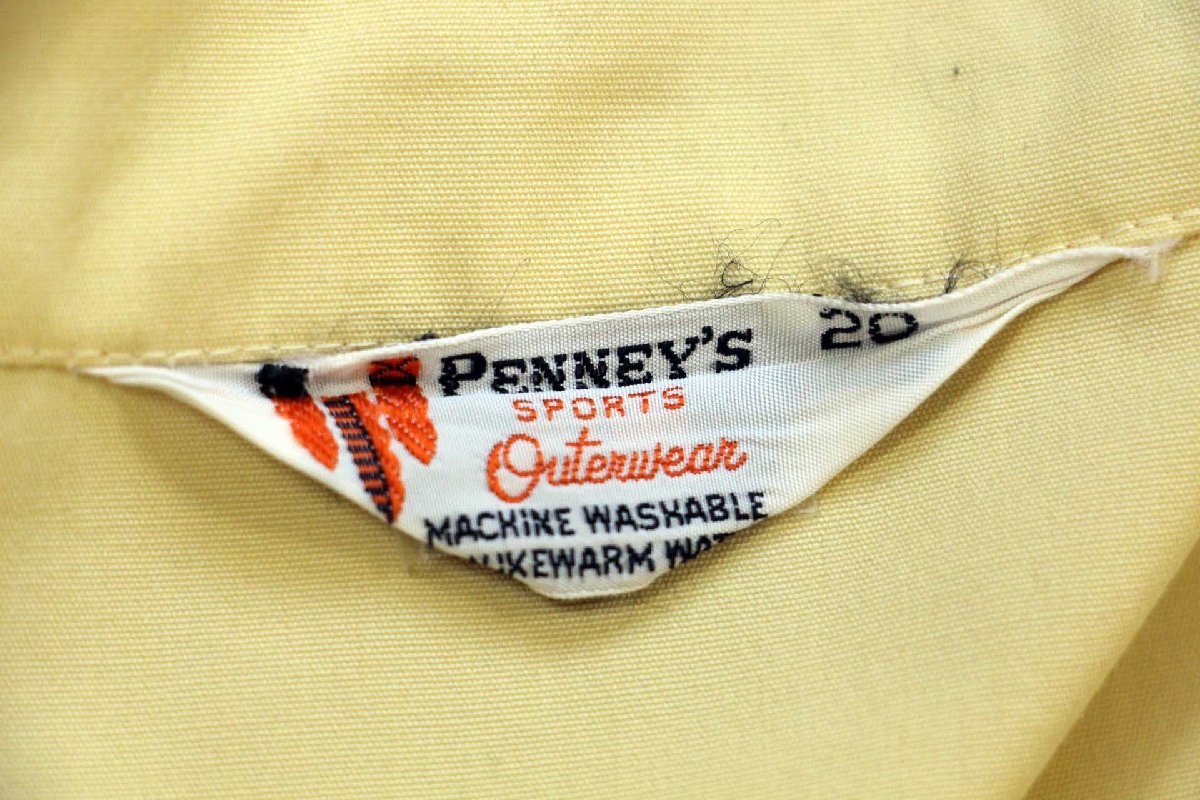 PENNEY'S 20
SPORTS
Outerwear
MACHINE WASHABLE
LUKEWARM